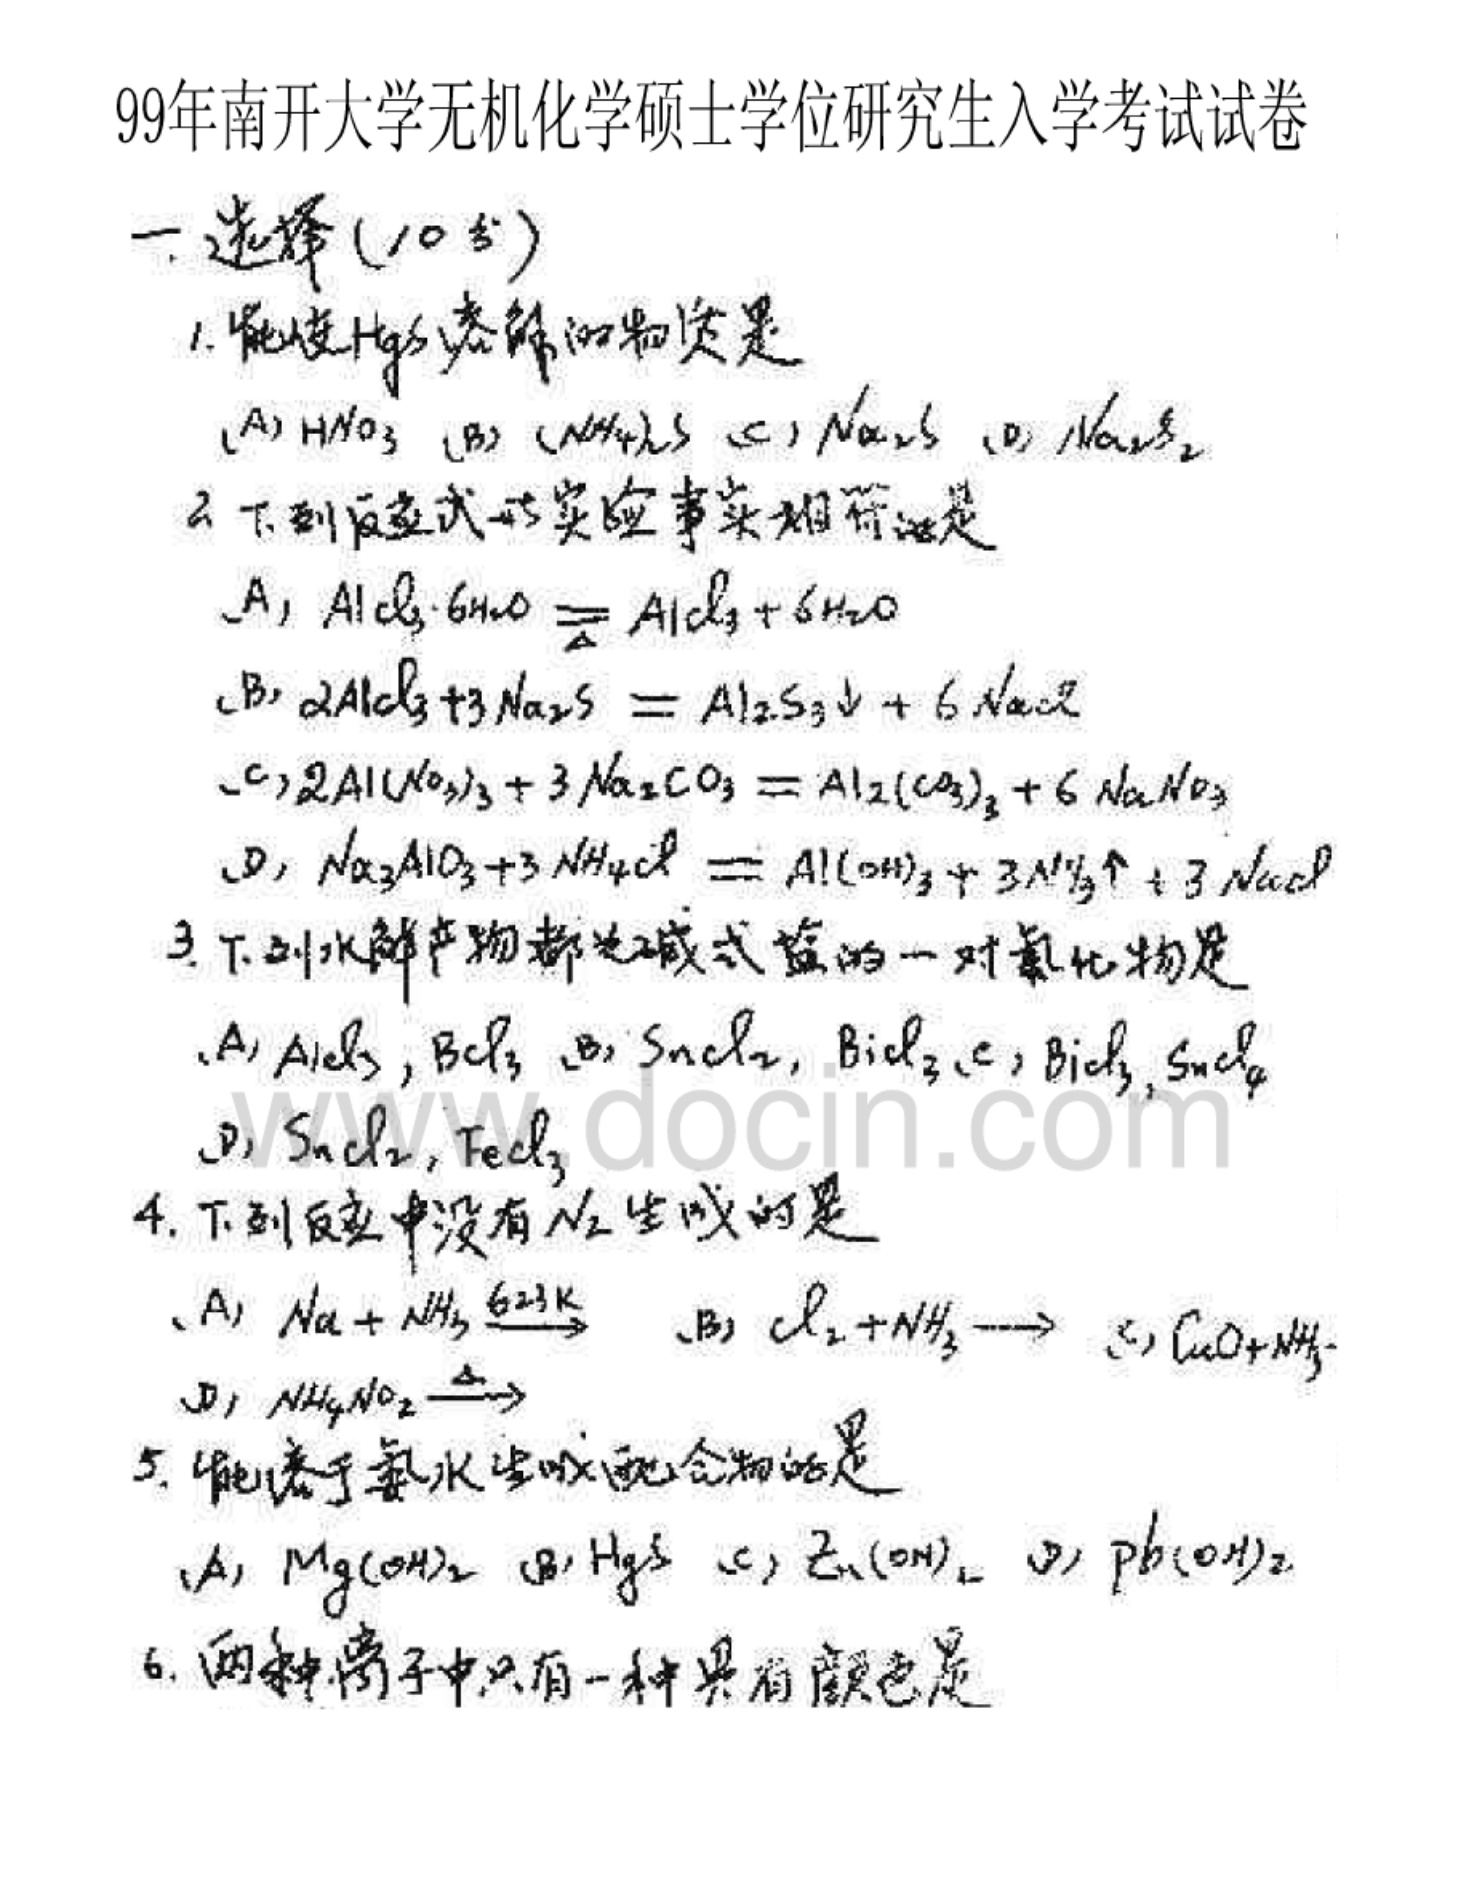 99年南开大学无机化学硕士学位研究生入学考试试卷
一. 选择(10分)
1. 能使HgS溶解的物质是
(A) HNO₃ (B) (NH₄)₂S (C) Na₂S (D) Na₂S₂
2. 下列反应式与实验事实相符的是
(A) AlCl₃·6H₂O =△= AlCl₃ + 6H₂O
(B) 2AlCl₃ + 3Na₂S = Al₂S₃↓ + 6NaCl
(C) 2Al(NO₃)₃ + 3Na₂CO₃ = Al₂(CO₃)₃ + 6NaNO₃
(D) Na₃AlO₃ + 3NH₄Cl = Al(OH)₃ + 3NH₃↑ + 3NaCl
3. 下列水解产物都为碱式盐的一对氯化物是
(A) AlCl₃, BCl₃ (B) SnCl₂, BiCl₃ (C) BiCl₃, SnCl₄
www.docin.com
(D) SnCl₂, FeCl₃
4. 下列反应中没有N₂生成的是
(A) Na + NH₃ —623K→ (B) Cl₂ + NH₃ → (C) CuO + NH₃-
(D) NH₄NO₂ —△→
5. 能溶于氨水生成配合物的是
(A) Mg(OH)₂ (B) HgS (C) Zn(OH)₂ (D) Pb(OH)₂
6. 两种离子中只有一种具有颜色是